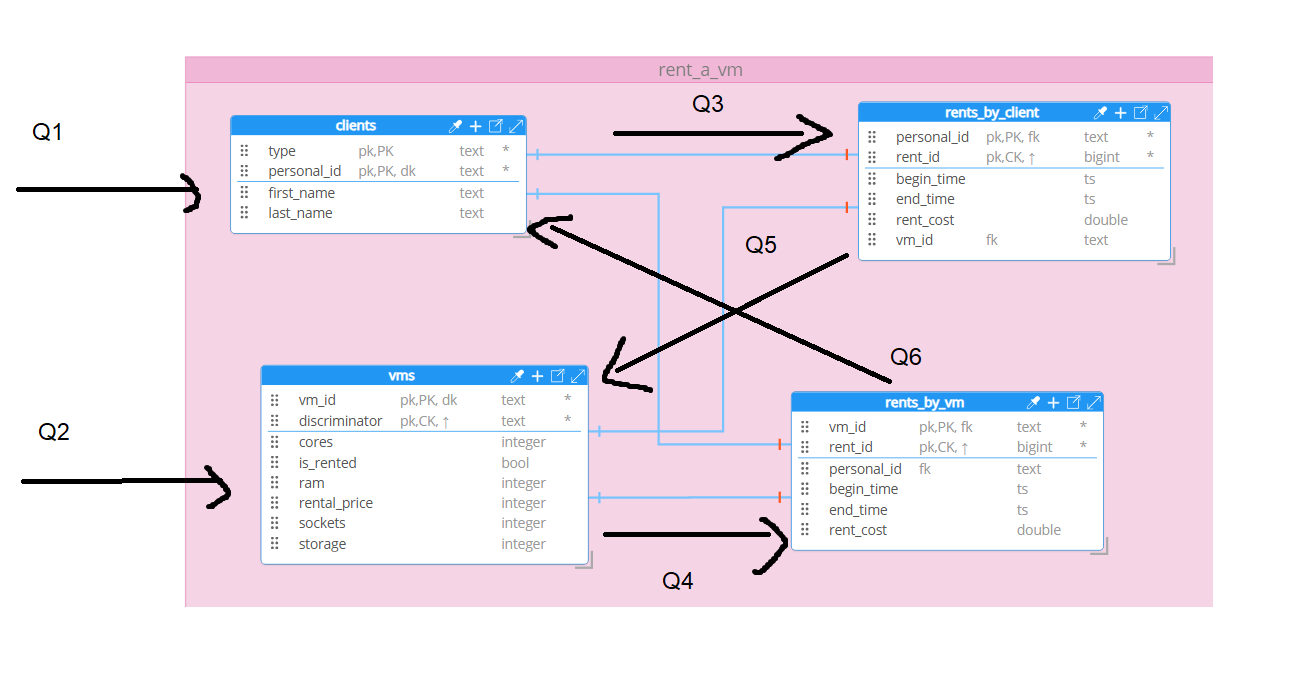 rent_a_vm
Q1
Q3
clients
type pk,PK text *
personal_id pk,PK, dk text *
first_name text
last_name text
rents_by_client
personal_id pk,PK, fk text *
rent_id pk,CK, ↑ bigint *
begin_time ts
end_time ts
rent_cost double
vm_id fk text
Q5
Q6
Q2
vms
vm_id pk,PK, dk text *
discriminator pk,CK, ↑ text *
cores integer
is_rented bool
ram integer
rental_price integer
sockets integer
storage integer
rents_by_vm
vm_id pk,PK, fk text *
rent_id pk,CK, ↑ bigint *
personal_id fk text
begin_time ts
end_time ts
rent_cost double
Q4